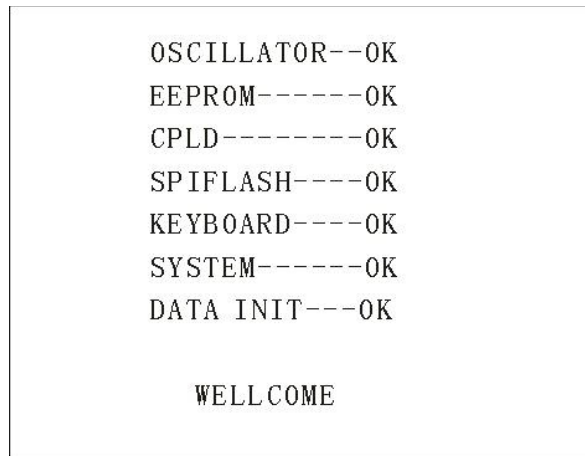 OSCILLATOR--OK
EEPROM------OK
CPLD--------OK
SPIFLASH----OK
KEYBOARD----OK
SYSTEM------OK
DATA INIT---OK
WELLCOME